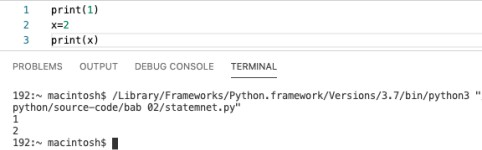 1 print(1)
2 x=2
3 print(x)
PROBLEMS OUTPUT DEBUG CONSOLE TERMINAL
192:~ macintosh$ /Library/Frameworks/Python.framework/Versions/3.7/bin/python3 "
python/source-code/bab 02/statemnet.py"
1
2
192:~ macintosh$